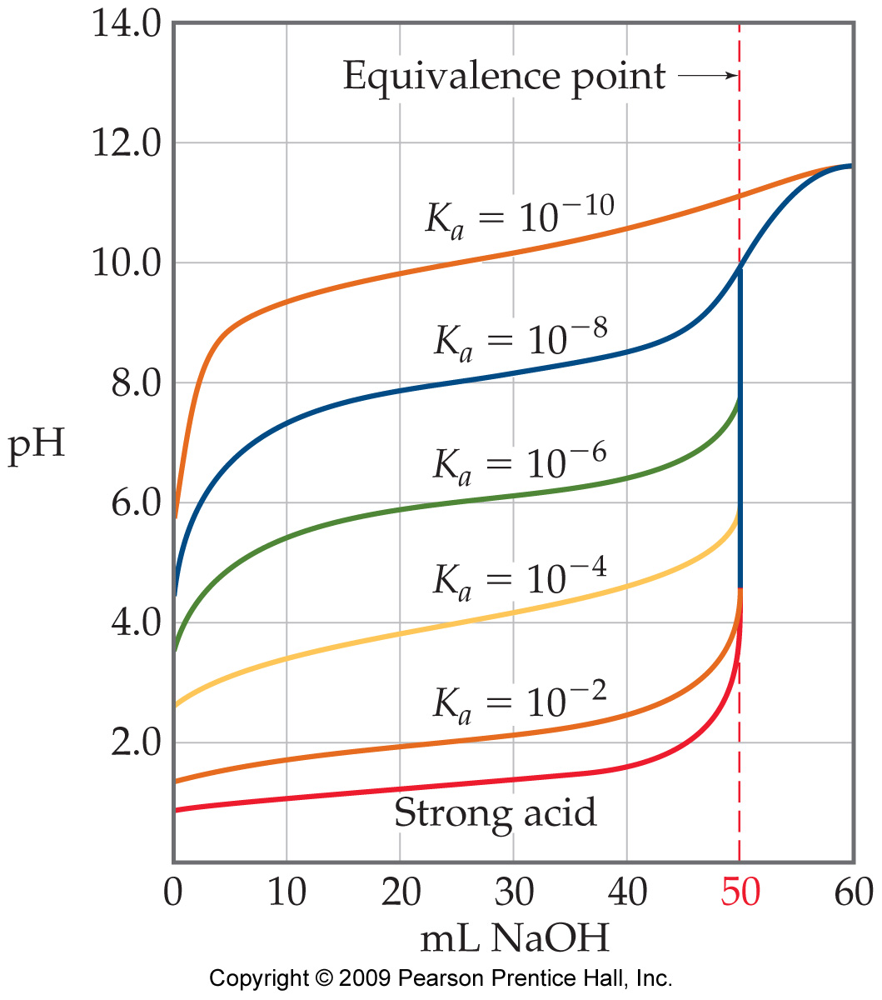 14.0
Equivalence point
12.0
Kₐ = 10⁻¹⁰
10.0
Kₐ = 10⁻⁸
8.0
pH
Kₐ = 10⁻⁶
6.0
Kₐ = 10⁻⁴
4.0
Kₐ = 10⁻²
2.0
Strong acid
0 10 20 30 40 50 60
mL NaOH
Copyright © 2009 Pearson Prentice Hall, Inc.